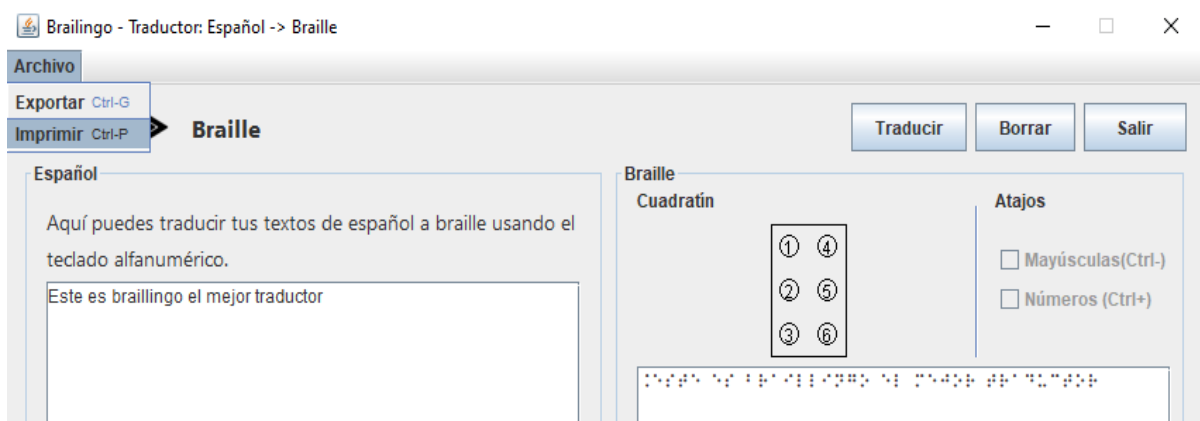 Brailingo - Traductor: Español -> Braille
Archivo
Exportar Ctrl-G
Imprimir Ctrl-P
Braille
Traducir Borrar Salir
Español
Aquí puedes traducir tus textos de español a braille usando el
teclado alfanumérico.
Este es braillingo el mejor traductor
Braille
Cuadratín
1 4
2 5
3 6
Atajos
Mayúsculas(Ctrl-)
Números (Ctrl+)
⠨⠑⠎⠞⠑ ⠑⠎ ⠃⠗⠁⠊⠇⠇⠊⠝⠛⠕ ⠑⠇ ⠍⠑⠚⠕⠗ ⠞⠗⠁⠙⠥⠉⠞⠕⠗